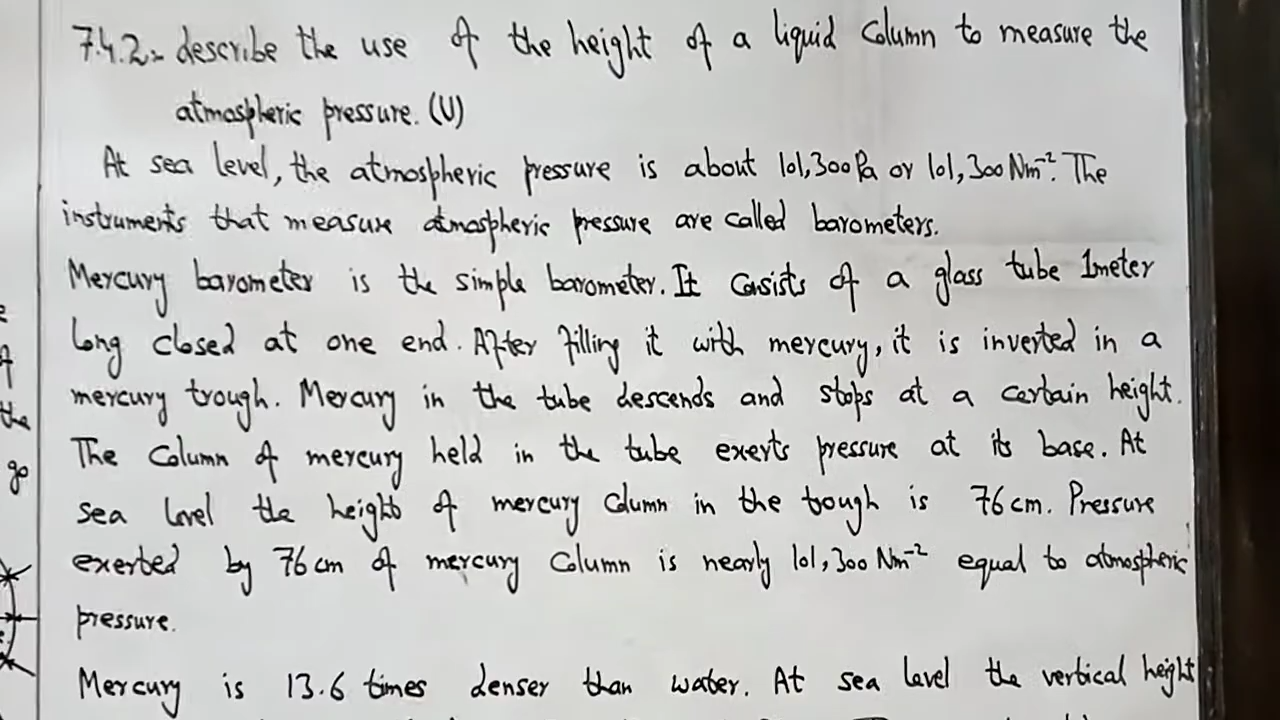 7.4.2:- describe the use of the height of a liquid column to measure the
atmospheric pressure. (U)
At sea level, the atmospheric pressure is about 101,300 Pa or 101,300 Nm⁻². The
instruments that measure atmospheric pressure are called barometers.
Mercury barometer is the simple barometer. It consists of a glass tube 1meter
long closed at one end. After filling it with mercury, it is inverted in a
mercury trough. Mercury in the tube descends and stops at a certain height.
The column of mercury held in the tube exerts pressure at its base. At
the
go
sea level the height of mercury column in the trough is 76 cm. Pressure
exerted by 76 cm of mercury column is nearly 101,300 Nm⁻² equal to atmospheric
pressure.
Mercury is 13.6 times denser than water. At sea level the vertical height